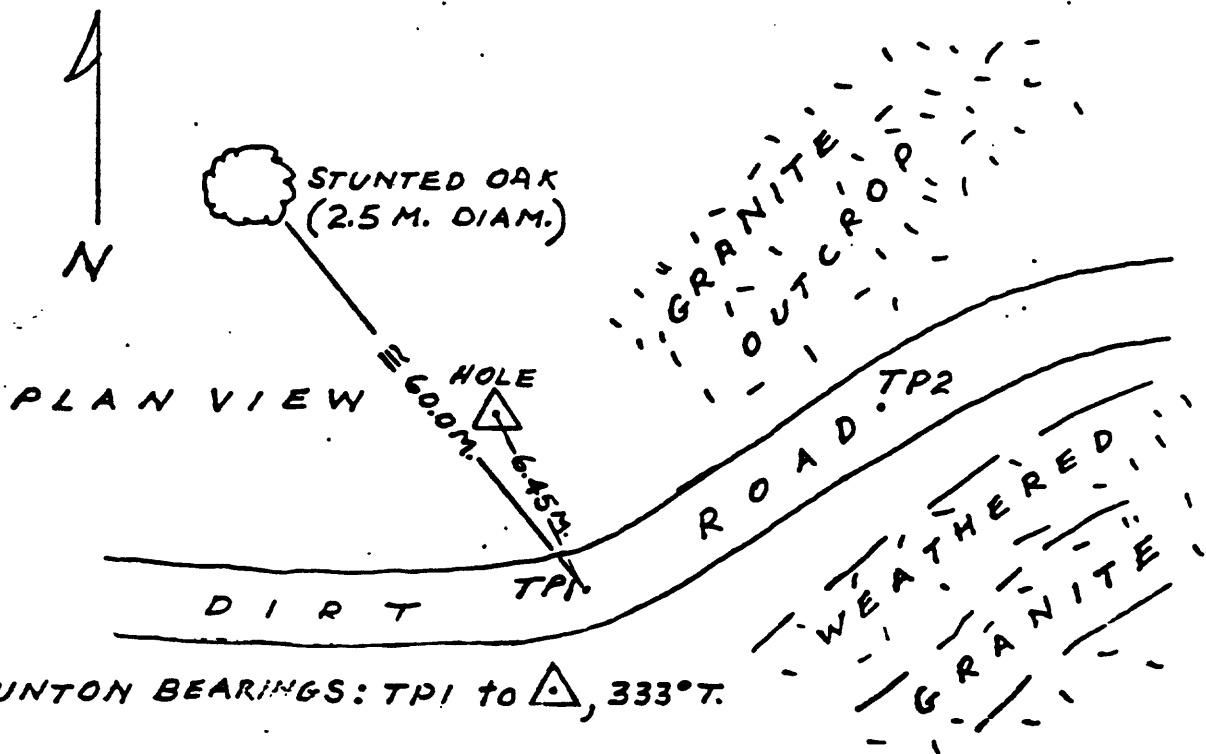 STUNTED OAK
(2.5 M. DIAM.)
N
GRANITE
OUTCROP
PLAN VIEW
HOLE
60.0 M.
6.45 M.
TP2
ROAD
TP1
DIRT
WEATHERED
GRANITE
UNTON BEARINGS: TP1 to △, 333°T.